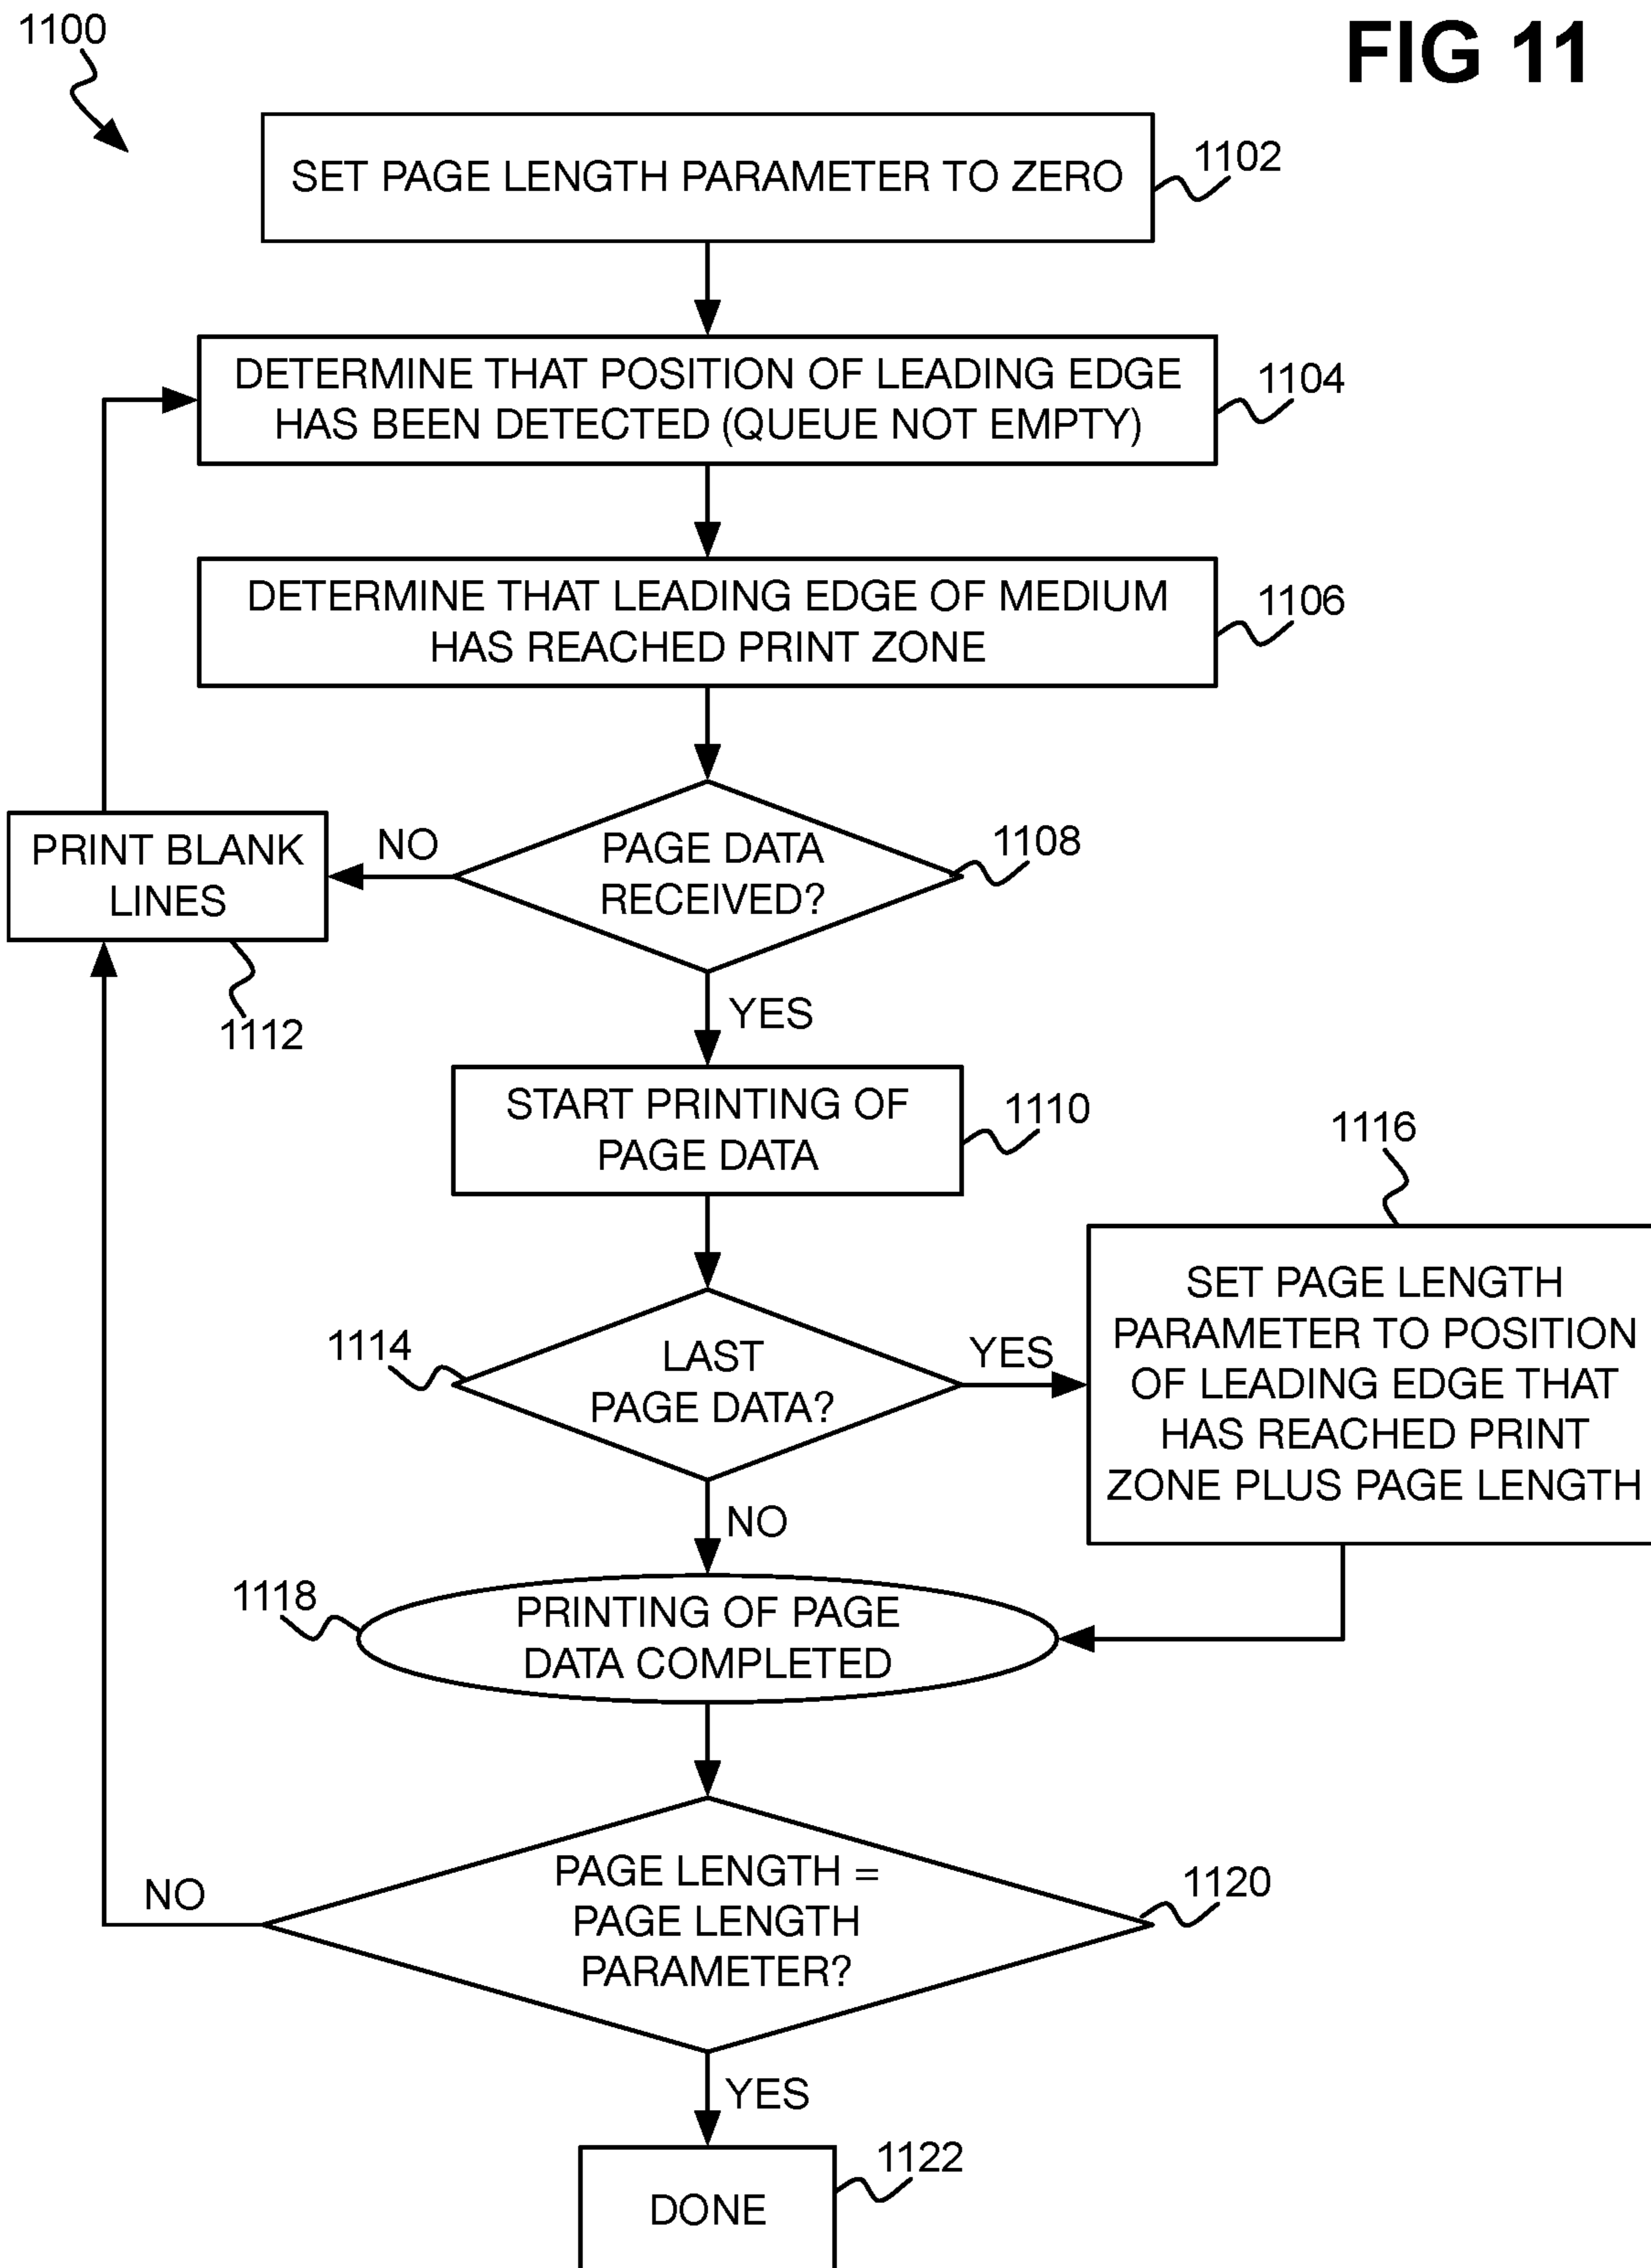 1100
FIG 11
SET PAGE LENGTH PARAMETER TO ZERO
1102
DETERMINE THAT POSITION OF LEADING EDGE
HAS BEEN DETECTED (QUEUE NOT EMPTY)
1104
DETERMINE THAT LEADING EDGE OF MEDIUM
HAS REACHED PRINT ZONE
1106
PAGE DATA
RECEIVED?
1108
NO
PRINT BLANK
LINES
1112
YES
START PRINTING OF
PAGE DATA
1110
LAST
PAGE DATA?
1114
YES
1116
SET PAGE LENGTH
PARAMETER TO POSITION
OF LEADING EDGE THAT
HAS REACHED PRINT
ZONE PLUS PAGE LENGTH
NO
PRINTING OF PAGE
DATA COMPLETED
1118
PAGE LENGTH =
PAGE LENGTH
PARAMETER?
1120
NO
YES
DONE
1122